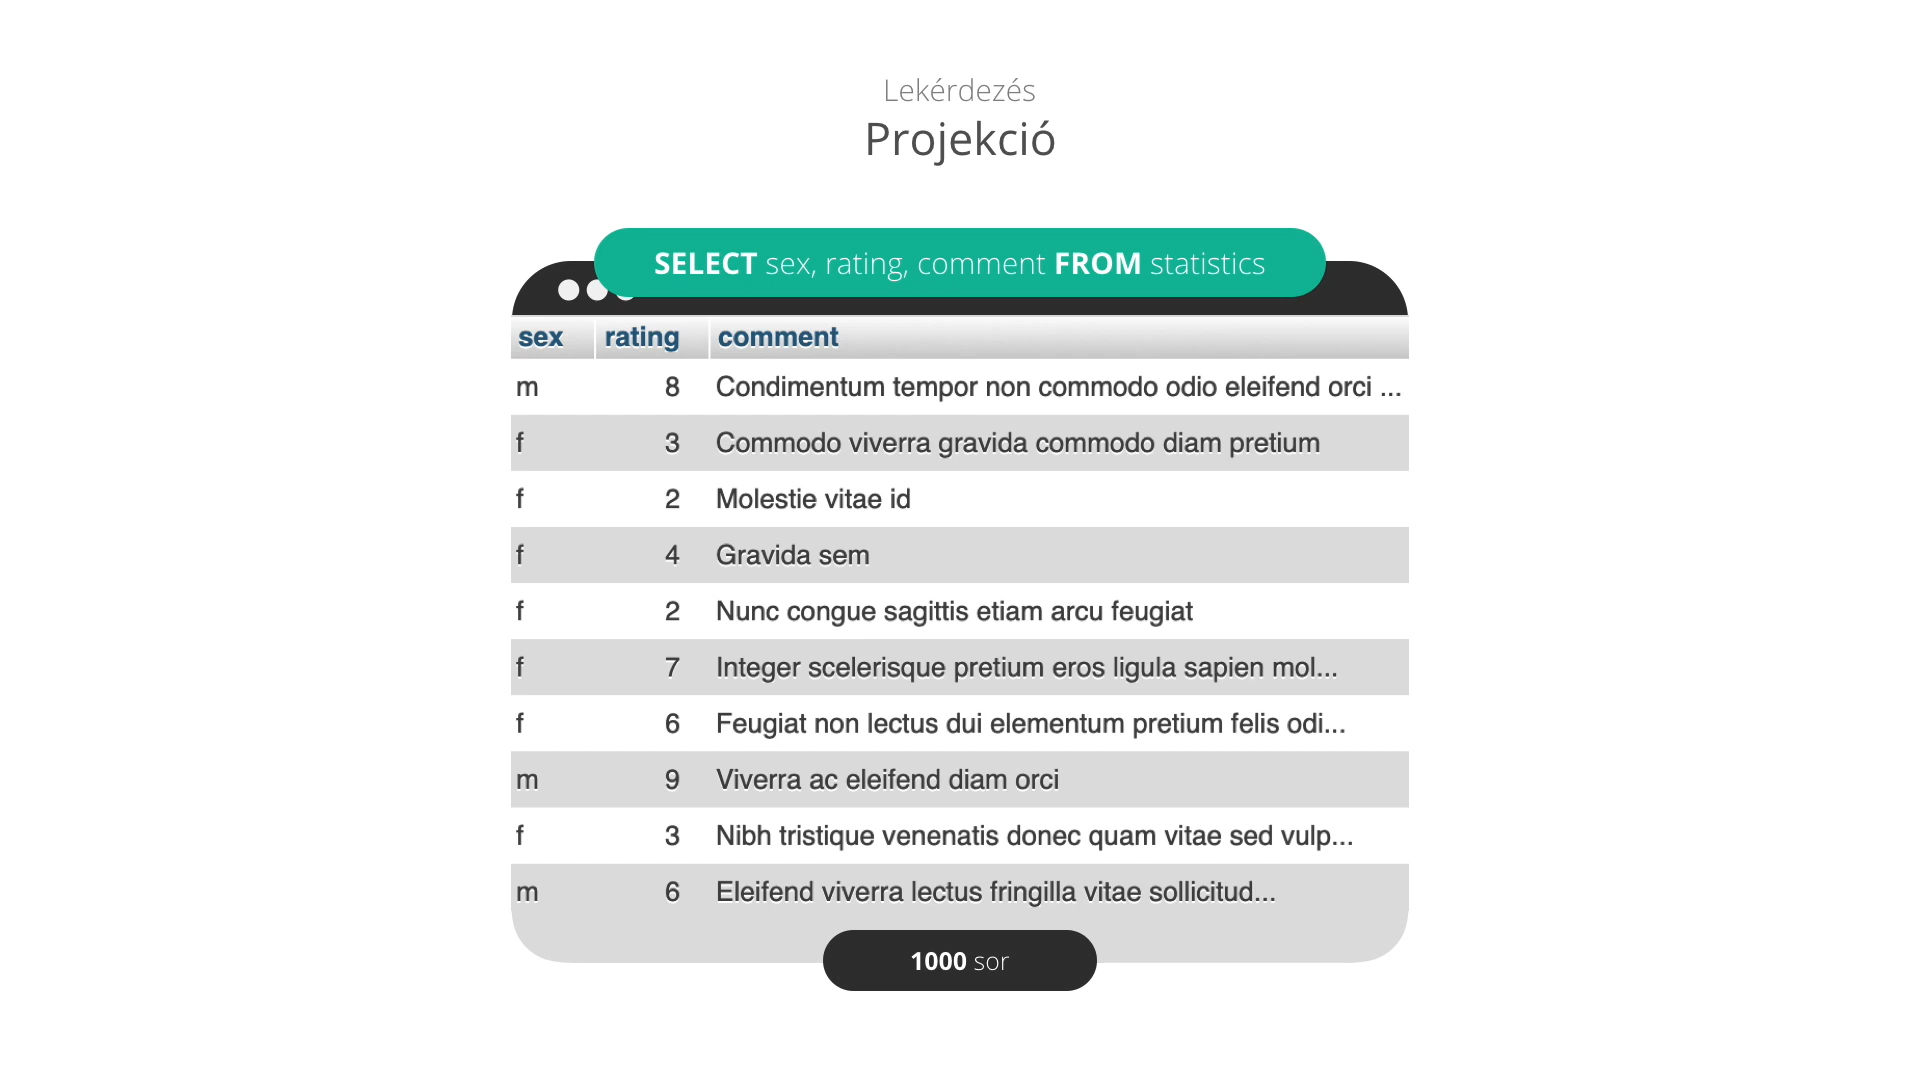 Lekérdezés
Projekció
SELECT sex, rating, comment FROM statistics
sex rating comment
m 8 Condimentum tempor non commodo odio eleifend orci ...
f 3 Commodo viverra gravida commodo diam pretium
f 2 Molestie vitae id
f 4 Gravida sem
f 2 Nunc congue sagittis etiam arcu feugiat
f 7 Integer scelerisque pretium eros ligula sapien mol...
f 6 Feugiat non lectus dui elementum pretium felis odi...
m 9 Viverra ac eleifend diam orci
f 3 Nibh tristique venenatis donec quam vitae sed vulp...
m 6 Eleifend viverra lectus fringilla vitae sollicitud...
1000 sor